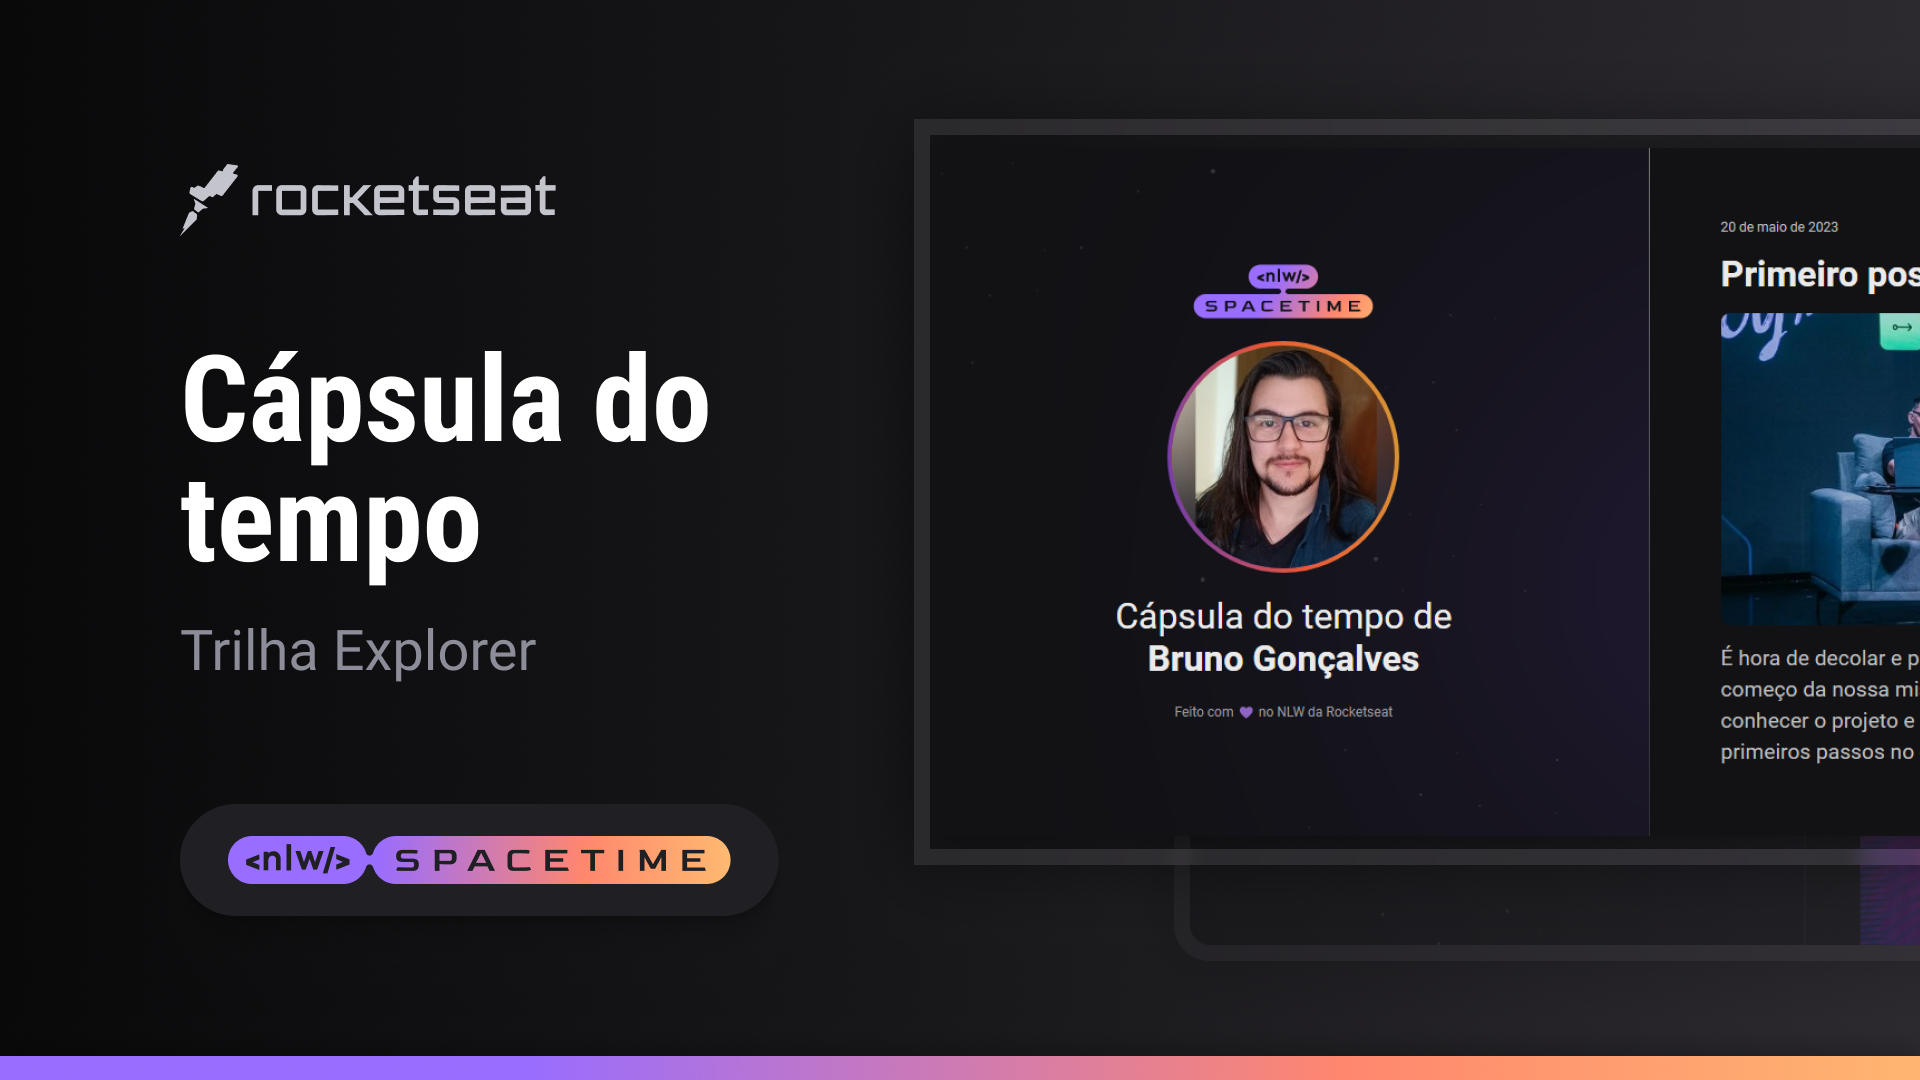 rocketseat
Cápsula do
tempo
Trilha Explorer
<nlw/> SPACETIME
<nlw/>
SPACETIME
Cápsula do tempo de
Bruno Gonçalves
Feito com 💜 no NLW da Rocketseat
20 de maio de 2023
Primeiro pos
É hora de decolar e p
começo da nossa mi
conhecer o projeto e
primeiros passos no